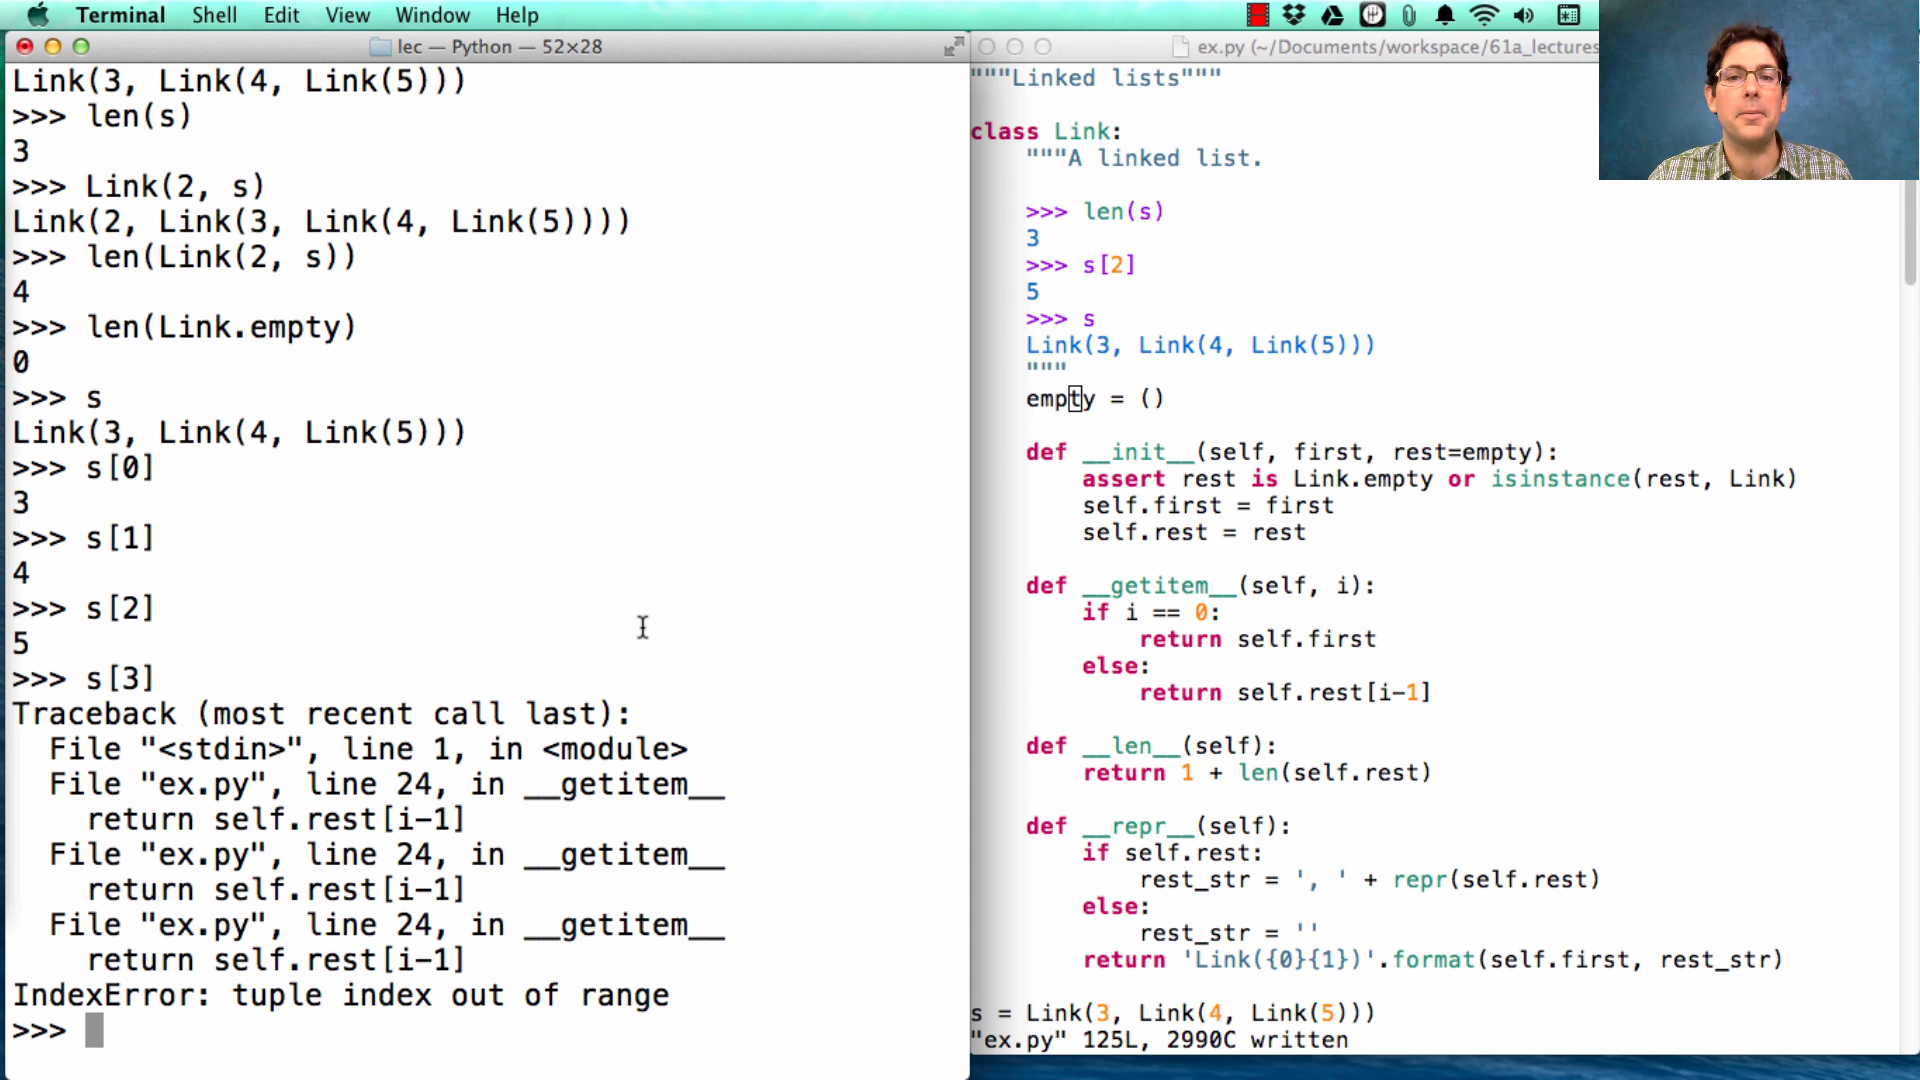 Terminal Shell Edit View Window Help
lec — Python — 52×28
Link(3, Link(4, Link(5)))
>>> len(s)
3
>>> Link(2, s)
Link(2, Link(3, Link(4, Link(5))))
>>> len(Link(2, s))
4
>>> len(Link.empty)
0
>>> s
Link(3, Link(4, Link(5)))
>>> s[0]
3
>>> s[1]
4
>>> s[2]
5
>>> s[3]
Traceback (most recent call last):
  File "<stdin>", line 1, in <module>
  File "ex.py", line 24, in __getitem__
    return self.rest[i-1]
  File "ex.py", line 24, in __getitem__
    return self.rest[i-1]
  File "ex.py", line 24, in __getitem__
    return self.rest[i-1]
IndexError: tuple index out of range
>>>
ex.py (~/Documents/workspace/61a_lectures
"""Linked lists"""
class Link:
    """A linked list.
    >>> len(s)
    3
    >>> s[2]
    5
    >>> s
    Link(3, Link(4, Link(5)))
    """
    empty = ()
    def __init__(self, first, rest=empty):
        assert rest is Link.empty or isinstance(rest, Link)
        self.first = first
        self.rest = rest
    def __getitem__(self, i):
        if i == 0:
            return self.first
        else:
            return self.rest[i-1]
    def __len__(self):
        return 1 + len(self.rest)
    def __repr__(self):
        if self.rest:
            rest_str = ', ' + repr(self.rest)
        else:
            rest_str = ''
        return 'Link({0}{1})'.format(self.first, rest_str)
s = Link(3, Link(4, Link(5)))
"ex.py" 125L, 2990C written